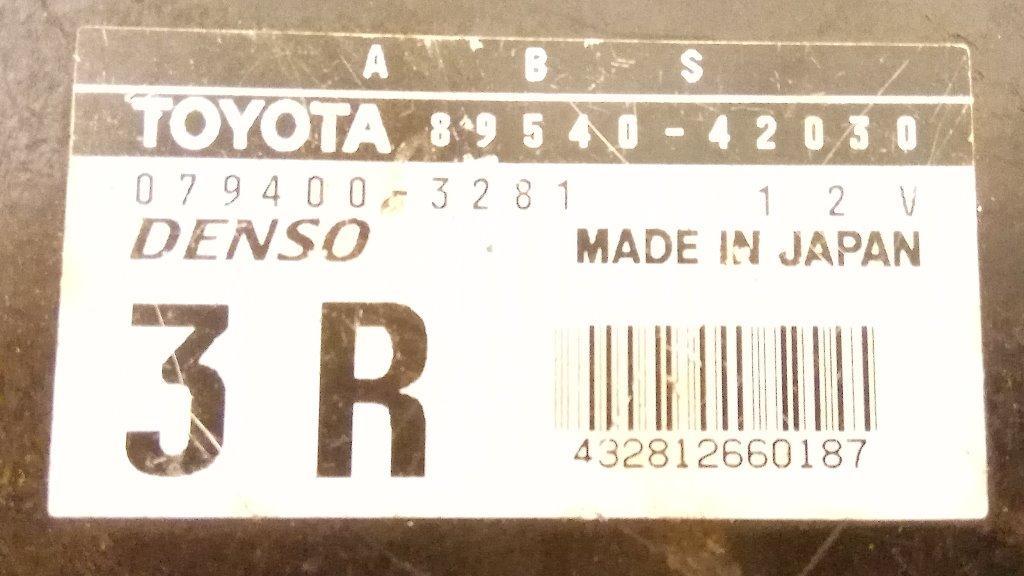 A B S
TOYOTA 89540-42030
079400-3281 12V
DENSO MADE IN JAPAN
3R
432812660187